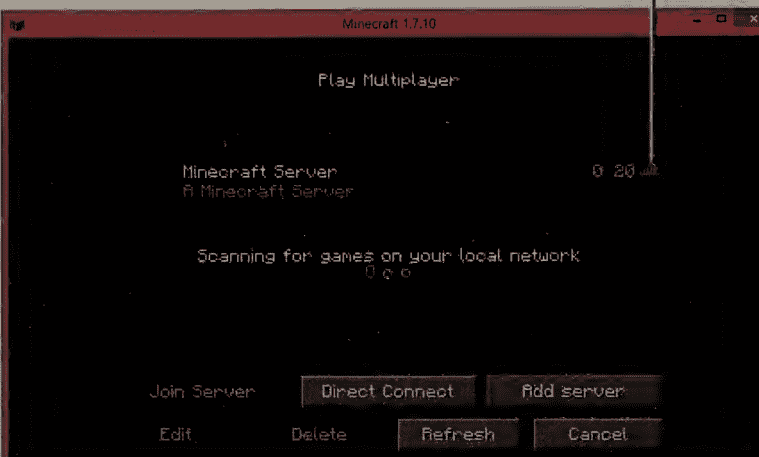 Minecraft 1.7.10
Play Multiplayer
Minecraft Server 0 20
A Minecraft Server
Scanning for games on your local network
O o o
Join Server Direct Connect Add server
Edit Delete Refresh Cancel